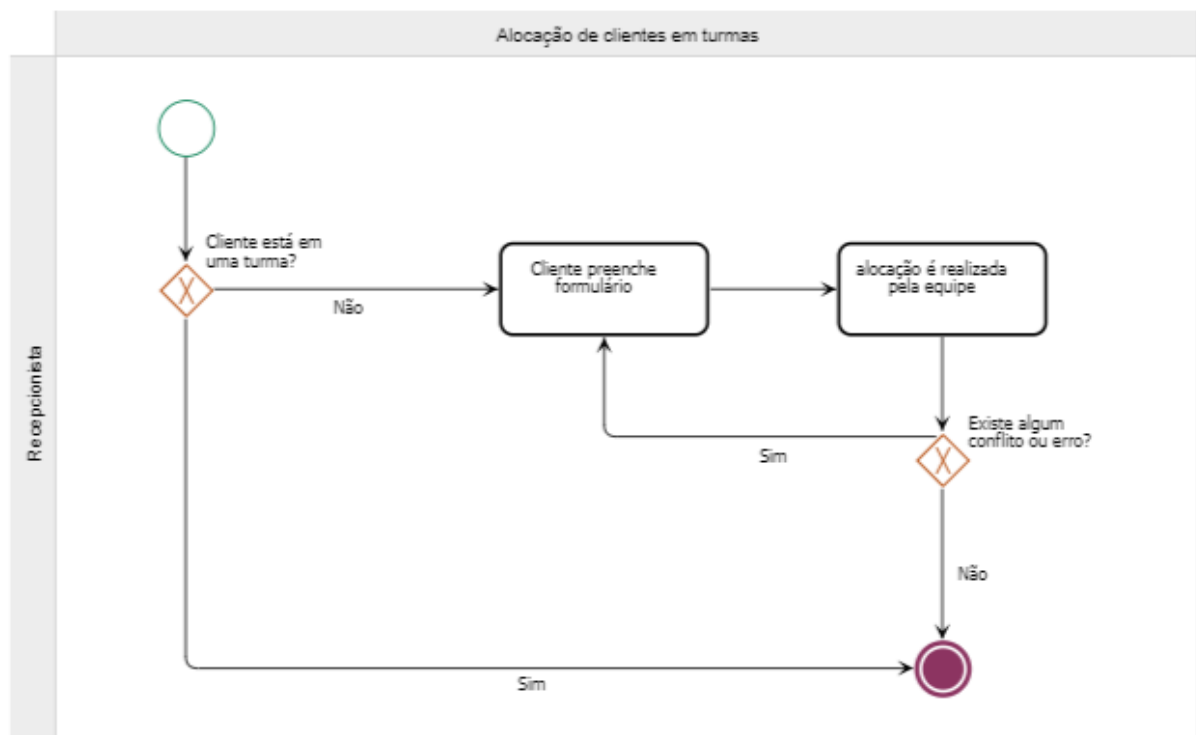 Alocação de clientes em turmas
Recepcionista
Cliente está em
uma turma?
Não
Cliente preenche
formulário
alocação é realizada
pela equipe
Existe algum
conflito ou erro?
Sim
Não
Sim